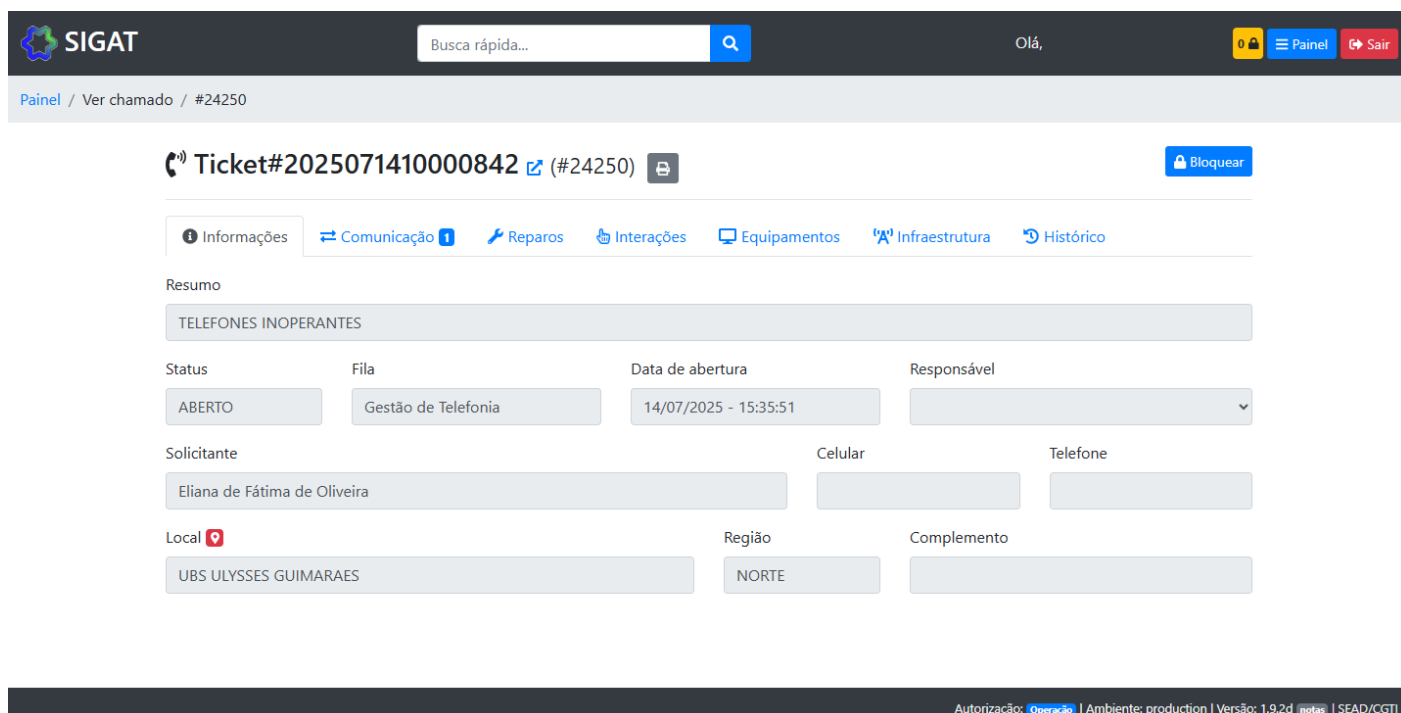 SIGAT Busca rápida... Olá, 0 Painel Sair
Painel / Ver chamado / #24250
Ticket#2025071410000842 (#24250) Bloquear
Informações Comunicação 1 Reparos Interações Equipamentos Infraestrutura Histórico
Resumo
TELEFONES INOPERANTES
Status Fila Data de abertura Responsável
ABERTO Gestão de Telefonia 14/07/2025 - 15:35:51
Solicitante Celular Telefone
Eliana de Fátima de Oliveira
Local Região Complemento
UBS ULYSSES GUIMARAES NORTE
Autorização: Operação | Ambiente: production | Versão: 1.9.2d notas | SEAD/CGTI